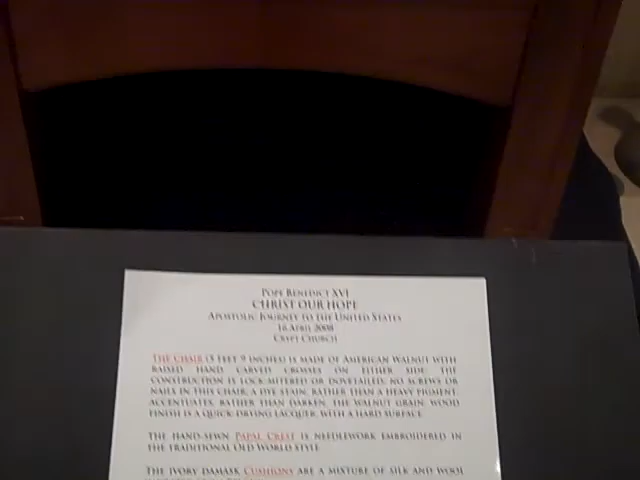 Pope Benedict XVI
CHRIST OUR HOPE
Apostolic Journey to the United States
16 April 2008
Crypt Church
THE CHAIR (5 FEET 9 INCHES) IS MADE OF AMERICAN WALNUT WITH
RAISED HAND CARVED CROSSES ON EITHER SIDE. THE
CONSTRUCTION IS LOCK-MITERED OR DOVETAILED, NO SCREWS OR
NAILS IN THIS CHAIR. A DYE STAIN, RATHER THAN A HEAVY PIGMENT,
ACCENTUATES, RATHER THAN DARKEN, THE WALNUT GRAIN. WOOD
FINISH IS A QUICK-DRYING LACQUER, WITH A HARD SURFACE.
THE HAND-SEWN PAPAL CREST IS NEEDLEWORK EMBROIDERED IN
THE TRADITIONAL OLD WORLD STYLE
THE IVORY DAMASK CUSHIONS ARE A MIXTURE OF SILK AND WOOL